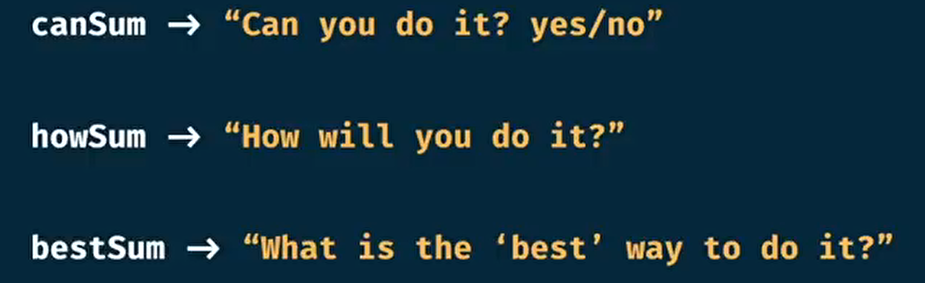 canSum → “Can you do it? yes/no”
howSum → “How will you do it?”
bestSum → “What is the ‘best’ way to do it?”